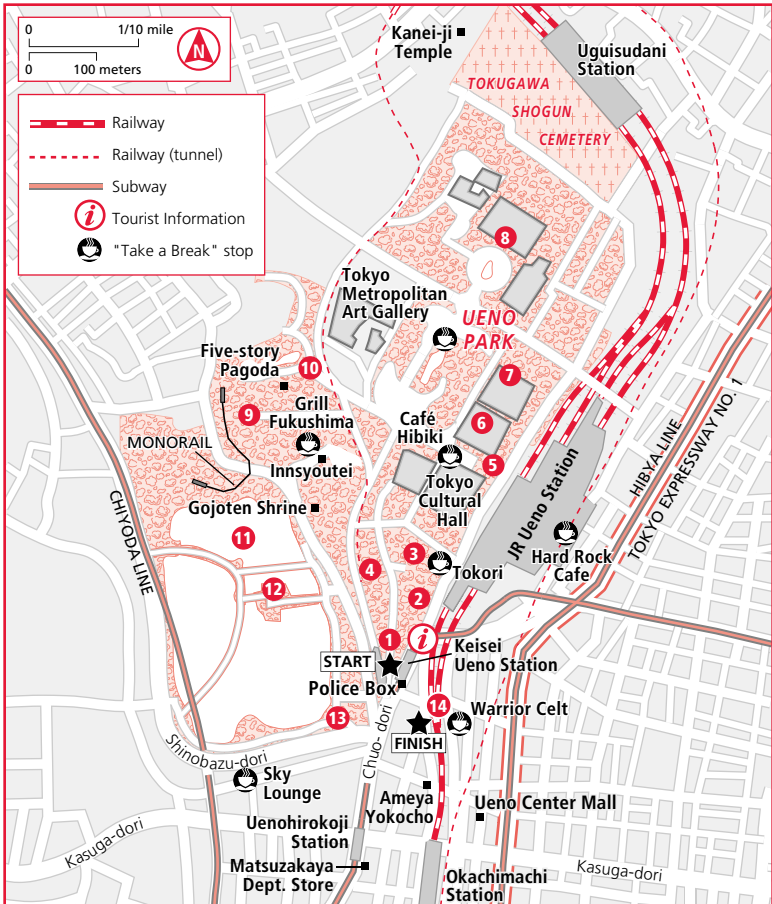 0 1/10 mile
0 100 meters
N
Railway
Railway (tunnel)
Subway
i Tourist Information
"Take a Break" stop
Kanei-ji
Temple
Uguisudani
Station
TOKUGAWA
SHOGUN
CEMETERY
8
Tokyo
Metropolitan
Art Gallery
UENO
PARK
Five-story
Pagoda
10
7
9
Grill
Fukushima
Café
Hibiki
6
MONORAIL
Innsyoutei
5
Tokyo
Cultural
Hall
Gojoten Shrine
JR Ueno Station
HIBYA LINE
TOKYO EXPRESSWAY NO. 1
CHIYODA LINE
11
Hard Rock
Cafe
3
4
Tokori
12
2
1
i
START
Keisei
Ueno Station
Police Box
13
14
Warrior Celt
FINISH
Shinobazu-dori
Chuo-dori
Sky
Lounge
Ameya
Yokocho
Ueno Center Mall
Uenohirokoji
Station
Kasuga-dori
Matsuzakaya
Dept. Store
Kasuga-dori
Okachimachi
Station